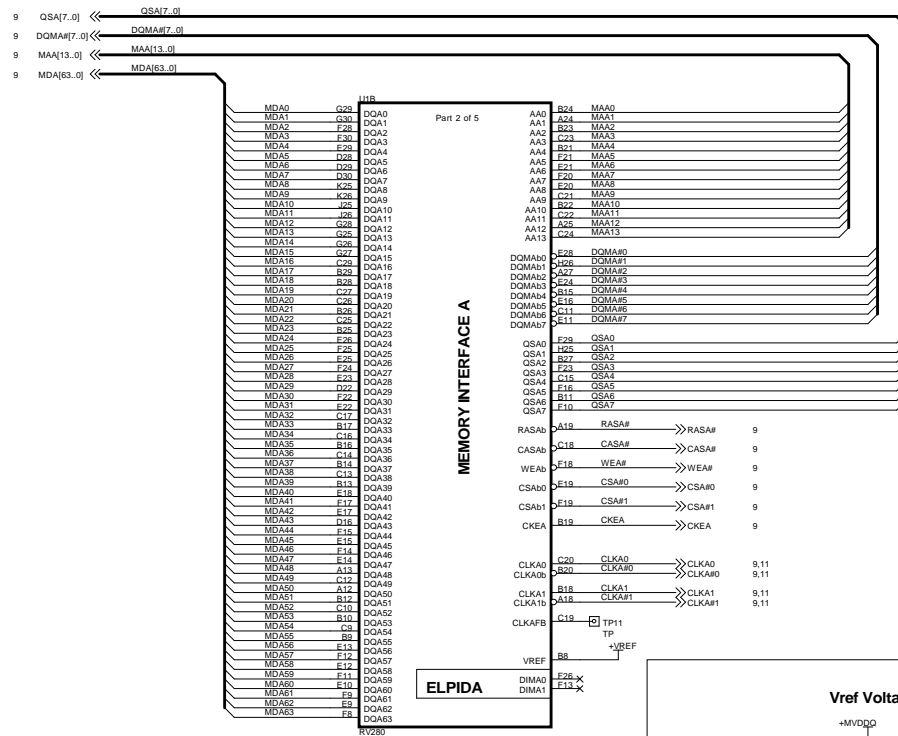 9 QSA[7..0] QSA[7..0]
9 DQMA#[7..0] DQMA#[7..0]
9 MAA[13..0] MAA[13..0]
9 MDA[63..0] MDA[63..0]
U1B
Part 2 of 5
MDA0 G29 DQA0 AA0 B24 MAA0
MDA1 G30 DQA1 AA1 A24 MAA1
MDA2 F28 DQA2 AA2 B23 MAA2
MDA3 F30 DQA3 AA3 C23 MAA3
MDA4 E29 DQA4 AA4 B21 MAA4
MDA5 D28 DQA5 AA5 F21 MAA5
MDA6 D29 DQA6 AA6 E21 MAA6
MDA7 D30 DQA7 AA7 F20 MAA7
MDA8 K25 DQA8 AA8 E20 MAA8
MDA9 K26 DQA9 AA9 C21 MAA9
MDA10 J25 DQA10 AA10 B22 MAA10
MDA11 J26 DQA11 AA11 C22 MAA11
MDA12 G28 DQA12 AA12 A25 MAA12
MDA13 G25 DQA13 AA13 C24 MAA13
MDA14 G26 DQA14
MDA15 G27 DQA15 DQMAb0 E28 DQMA#0
MDA16 C29 DQA16 DQMAb1 H26 DQMA#1
MDA17 B29 DQA17 DQMAb2 A27 DQMA#2
MDA18 B28 DQA18 DQMAb3 E24 DQMA#3
MDA19 C27 DQA19 DQMAb4 B15 DQMA#4
MDA20 C26 DQA20 DQMAb5 E16 DQMA#5
MDA21 B26 DQA21 DQMAb6 C11 DQMA#6
MDA22 C25 DQA22 DQMAb7 E11 DQMA#7
MDA23 B25 DQA23
MDA24 E26 DQA24 QSA0 F29 QSA0
MDA25 F25 DQA25 QSA1 H25 QSA1
MDA26 E25 DQA26 QSA2 B27 QSA2
MDA27 F24 DQA27 QSA3 F23 QSA3
MDA28 E23 DQA28 QSA4 C15 QSA4
MDA29 D22 DQA29 QSA5 F16 QSA5
MDA30 F22 DQA30 QSA6 B11 QSA6
MDA31 E22 DQA31 QSA7 F10 QSA7
MDA32 C17 DQA32
MDA33 B17 DQA33 RASAb A19 RASA# RASA# 9
MDA34 C16 DQA34
MDA35 B16 DQA35 CASAb C18 CASA# CASA# 9
MDA36 C14 DQA36
MDA37 B14 DQA37 WEAb F18 WEA# WEA# 9
MDA38 C13 DQA38
MDA39 B13 DQA39 CSAb0 E19 CSA#0 CSA#0 9
MDA40 E18 DQA40
MDA41 F17 DQA41 CSAb1 F19 CSA#1 CSA#1 9
MDA42 E17 DQA42
MDA43 D16 DQA43 CKEA B19 CKEA CKEA 9
MDA44 F15 DQA44
MDA45 E15 DQA45
MDA46 F14 DQA46
MDA47 E14 DQA47 CLKA0 C20 CLKA0 CLKA0 9,11
MDA48 A13 DQA48 CLKA0b B20 CLKA#0 CLKA#0 9,11
MDA49 C12 DQA49
MDA50 A12 DQA50 CLKA1 B18 CLKA1 CLKA1 9,11
MDA51 B12 DQA51 CLKA1b A18 CLKA#1 CLKA#1 9,11
MDA52 C10 DQA52
MDA53 B10 DQA53 CLKAFB C19 TP11
MDA54 C9 DQA54 TP
MDA55 B9 DQA55 +VREF
MDA56 E13 DQA56
MDA57 F12 DQA57 VREF B8
MDA58 E12 DQA58
MDA59 F11 DQA59 DIMA0 F26
MDA60 E10 DQA60 DIMA1 F13
MDA61 F9 DQA61
MDA62 E9 DQA62
MDA63 F8 DQA63
MEMORY INTERFACE A
ELPIDA
RV280
Vref Volta
+MVDDQ